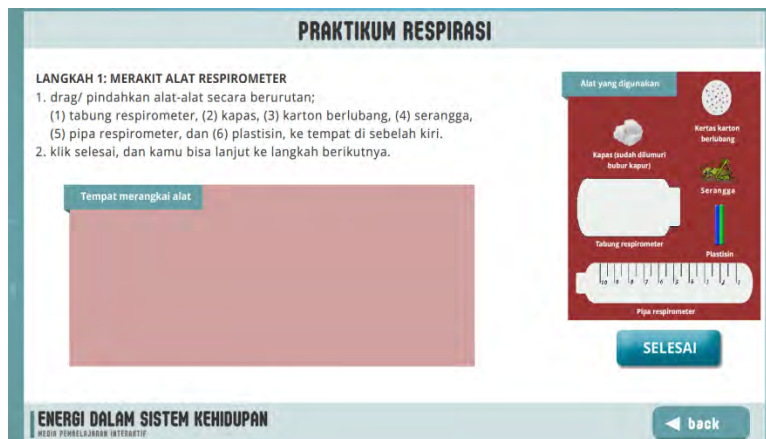 PRAKTIKUM RESPIRASI
LANGKAH 1: MERAKIT ALAT RESPIROMETER
1. drag/ pindahkan alat-alat secara berurutan;
(1) tabung respirometer, (2) kapas, (3) karton berlubang, (4) serangga,
(5) pipa respirometer, dan (6) plastisin, ke tempat di sebelah kiri.
2. klik selesai, dan kamu bisa lanjut ke langkah berikutnya.
Tempat merangkai alat
Alat yang digunakan
Kertas karton
berlubang
Kapas (sudah dilumuri
bubur kapur)
Serangga
Tabung respirometer
Plastisin
Pipa respirometer
SELESAI
ENERGI DALAM SISTEM KEHIDUPAN
MEDIA PEMBELAJARAN INTERAKTIF
back